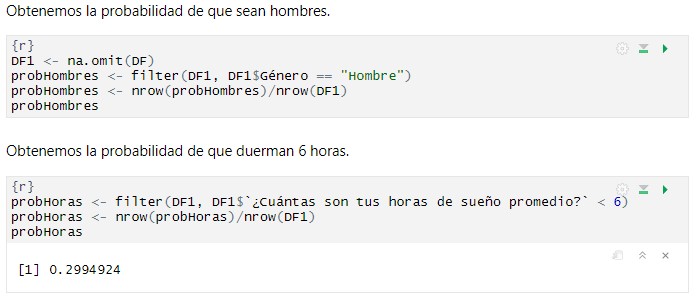 Obtenemos la probabilidad de que sean hombres.
{r}
DF1 <- na.omit(DF)
probHombres <- filter(DF1, DF1$Género == "Hombre")
probHombres <- nrow(probHombres)/nrow(DF1)
probHombres
Obtenemos la probabilidad de que duerman 6 horas.
{r}
probHoras <- filter(DF1, DF1$`¿Cuántas son tus horas de sueño promedio?` < 6)
probHoras <- nrow(probHoras)/nrow(DF1)
probHoras
[1] 0.2994924